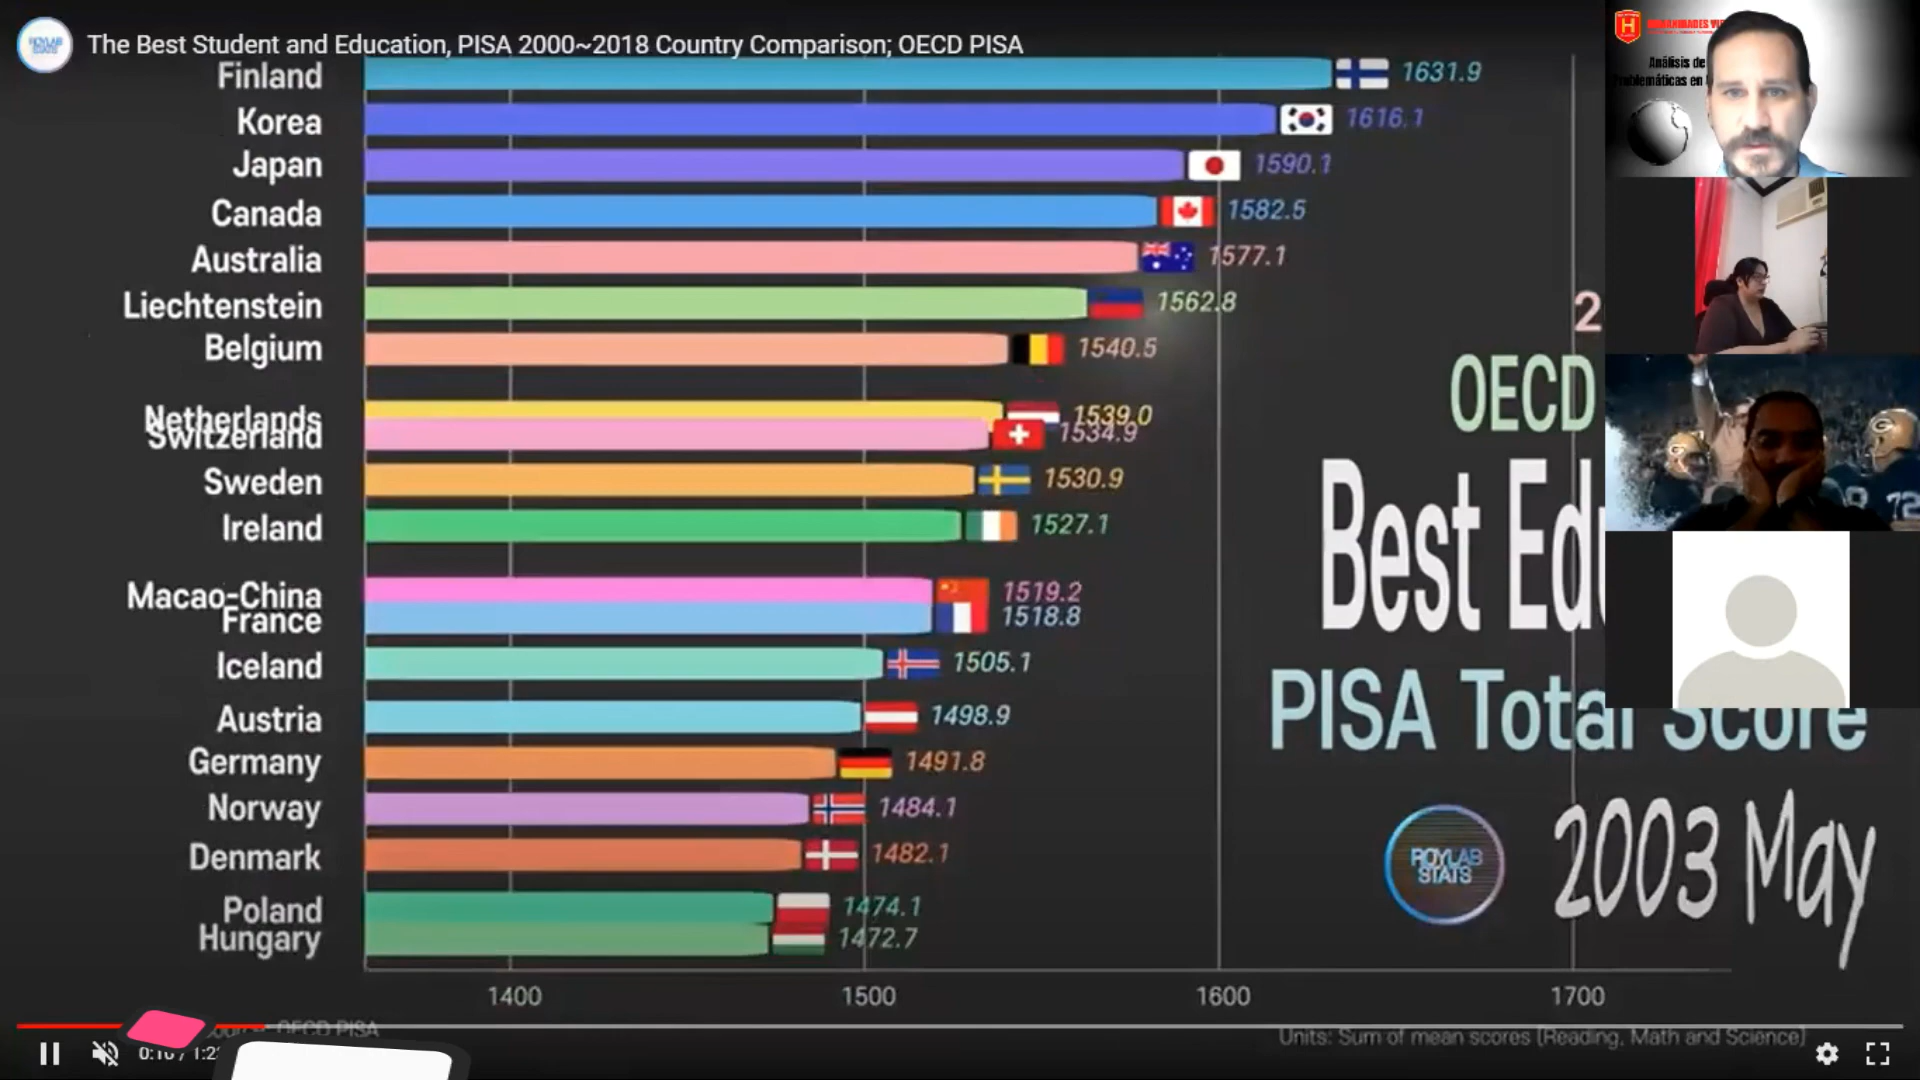 The Best Student and Education, PISA 2000~2018 Country Comparison; OECD PISA
Finland 1631.9
Korea 1616.1
Japan 1590.1
Canada 1582.5
Australia 1577.1
Liechtenstein 1562.8
Belgium 1540.5
Netherlands 1539.0
Switzerland 1534.9
Sweden 1530.9
Ireland 1527.1
Macao-China 1519.2
France 1518.8
Iceland 1505.1
Austria 1498.9
Germany 1491.8
Norway 1484.1
Denmark 1482.1
Poland 1474.1
Hungary 1472.7
1400 1500 1600 1700
2
OECD
Best Edu
PISA Total Score
ROYLAB
STATS
2003 May
OECD PISA
Units: Sum of mean scores (Reading, Math and Science)
Análisis de
G
72